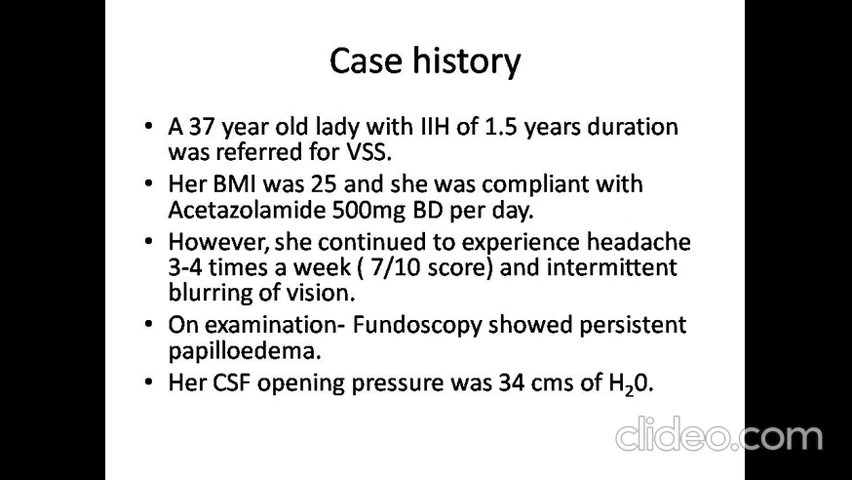 Case history
• A 37 year old lady with IIH of 1.5 years duration
was referred for VSS.
• Her BMI was 25 and she was compliant with
Acetazolamide 500mg BD per day.
• However, she continued to experience headache
3-4 times a week ( 7/10 score) and intermittent
blurring of vision.
• On examination- Fundoscopy showed persistent
papilloedema.
• Her CSF opening pressure was 34 cms of H₂0.
clideo.com